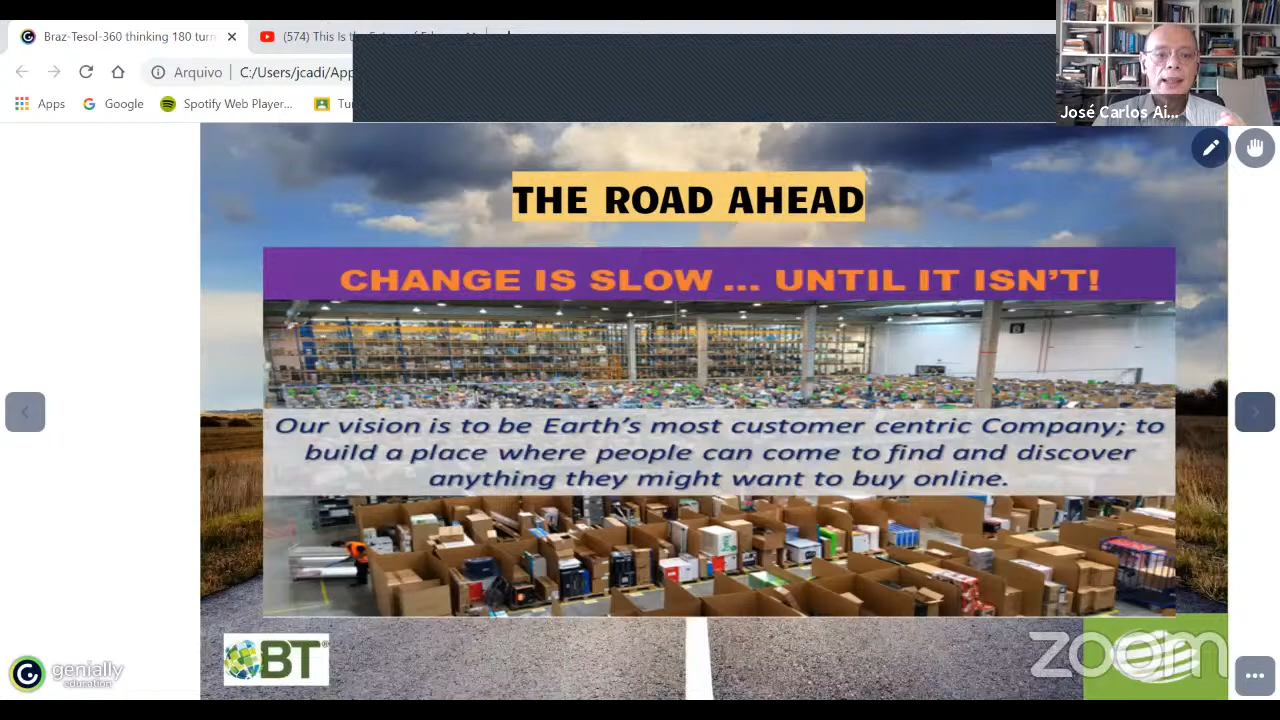 Braz-Tesol-360 thinking 180 turn
(574) This Is the
Arquivo
C:/Users/jcadi/App
Apps
Google
Spotify Web Player...
Tu
José Carlos Ai...
THE ROAD AHEAD
CHANGE IS SLOW ... UNTIL IT ISN'T!
Our vision is to be Earth's most customer centric Company; to
build a place where people can come to find and discover
anything they might want to buy online.
BT
genially
education
zoom